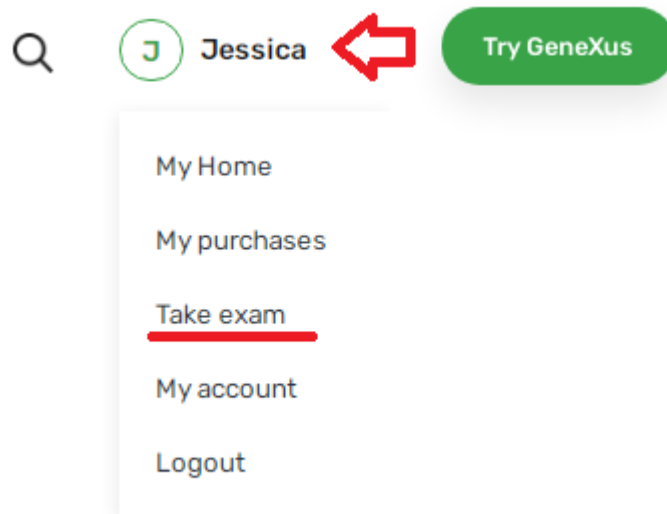 J Jessica Try GeneXus
My Home
My purchases
Take exam
My account
Logout